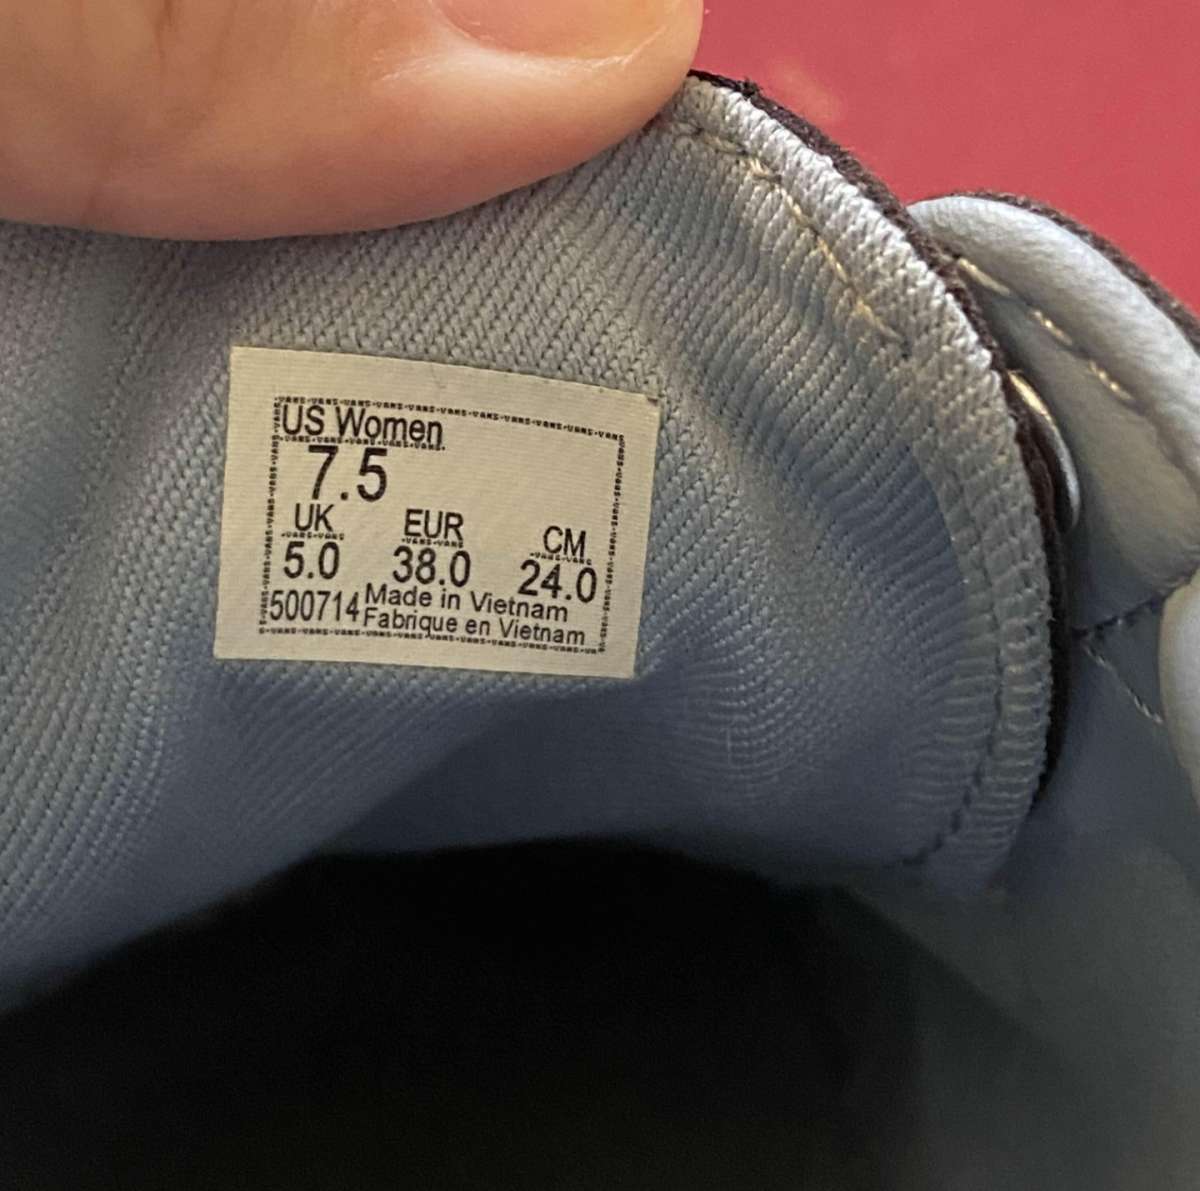 US Women
7.5
UK EUR CM
5.0 38.0 24.0
500714 Made in Vietnam
Fabrique en Vietnam